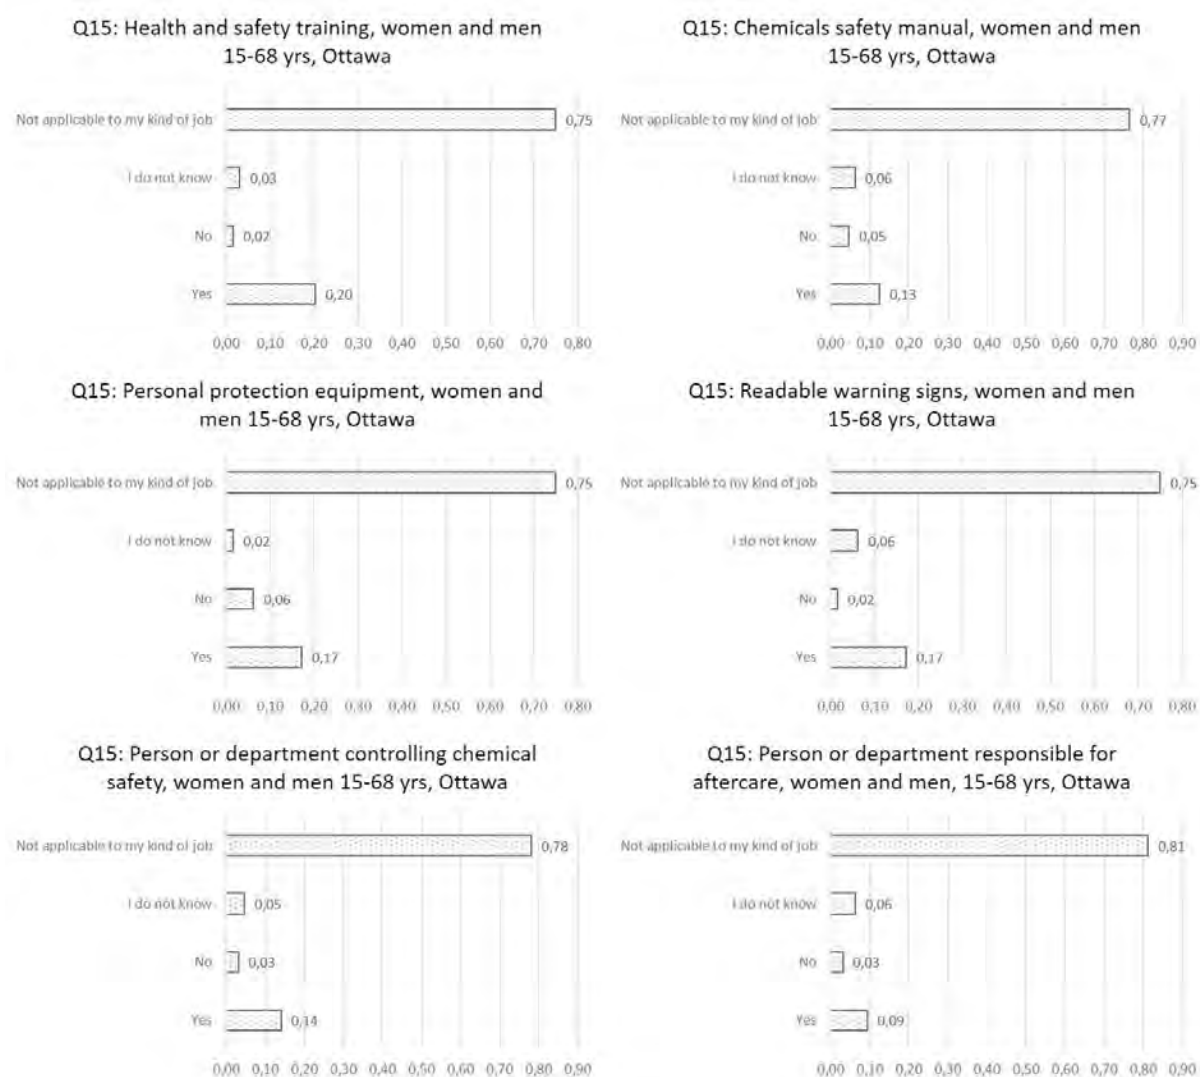 Q15: Health and safety training, women and men
15-68 yrs, Ottawa
Not applicable to my kind of job
0,75
I do not know
0,03
No
0,02
Yes
0,20
0,00 0,10 0,20 0,30 0,40 0,50 0,60 0,70 0,80
Q15: Chemicals safety manual, women and men
15-68 yrs, Ottawa
Not applicable to my kind of job
0,77
I do not know
0,06
No
0,05
Yes
0,13
0,00 0,10 0,20 0,30 0,40 0,50 0,60 0,70 0,80 0,90
Q15: Personal protection equipment, women and
men 15-68 yrs, Ottawa
Not applicable to my kind of job
0,75
I do not know
0,02
No
0,06
Yes
0,17
0,00 0,10 0,20 0,30 0,40 0,50 0,60 0,70 0,80
Q15: Readable warning signs, women and men
15-68 yrs, Ottawa
Not applicable to my kind of job
0,75
I do not know
0,06
No
0,02
Yes
0,17
0,00 0,10 0,20 0,30 0,40 0,50 0,60 0,70 0,80
Q15: Person or department controlling chemical
safety, women and men 15-68 yrs, Ottawa
Not applicable to my kind of job
0,78
I do not know
0,05
No
0,03
Yes
0,14
0,00 0,10 0,20 0,30 0,40 0,50 0,60 0,70 0,80 0,90
Q15: Person or department responsible for
aftercare, women and men, 15-68 yrs, Ottawa
Not applicable to my kind of job
0,81
I do not know
0,06
No
0,03
Yes
0,09
0,00 0,10 0,20 0,30 0,40 0,50 0,60 0,70 0,80 0,90